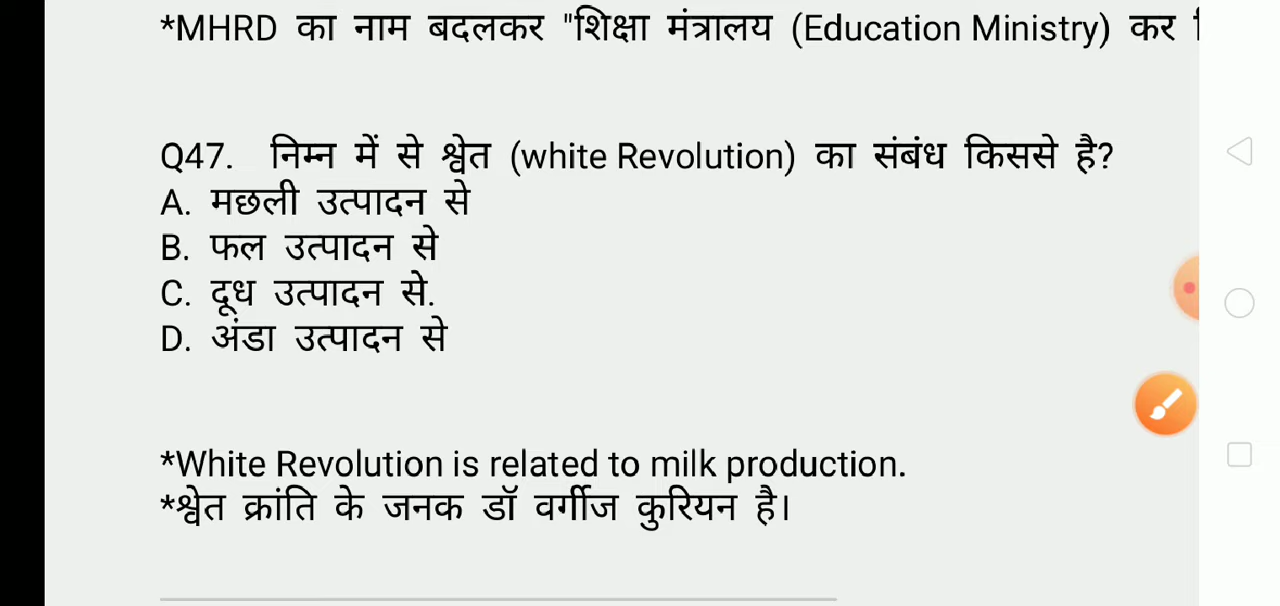 *MHRD का नाम बदलकर "शिक्षा मंत्रालय (Education Ministry) कर
Q47. निम्न में से श्वेत (white Revolution) का संबंध किससे है?
A. मछली उत्पादन से
B. फल उत्पादन से
C. दूध उत्पादन से.
D. अंडा उत्पादन से
*White Revolution is related to milk production.
*श्वेत क्रांति के जनक डॉ वर्गीज कुरियन है।